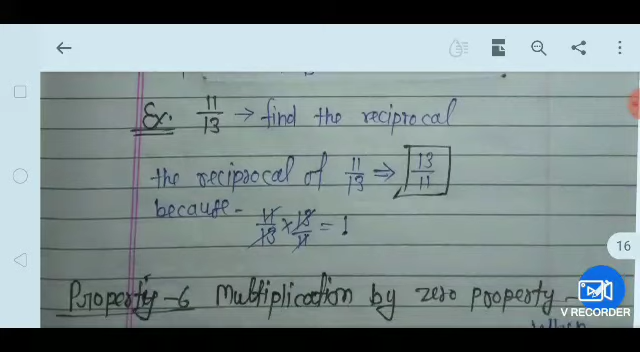 Ex. 11/13 → find the reciprocal
the reciprocal of 11/13 ⇒ 13/11
because-
11/13 × 13/11 = 1
16
Property-6 Multiplication by zero property -
V RECORDER
When